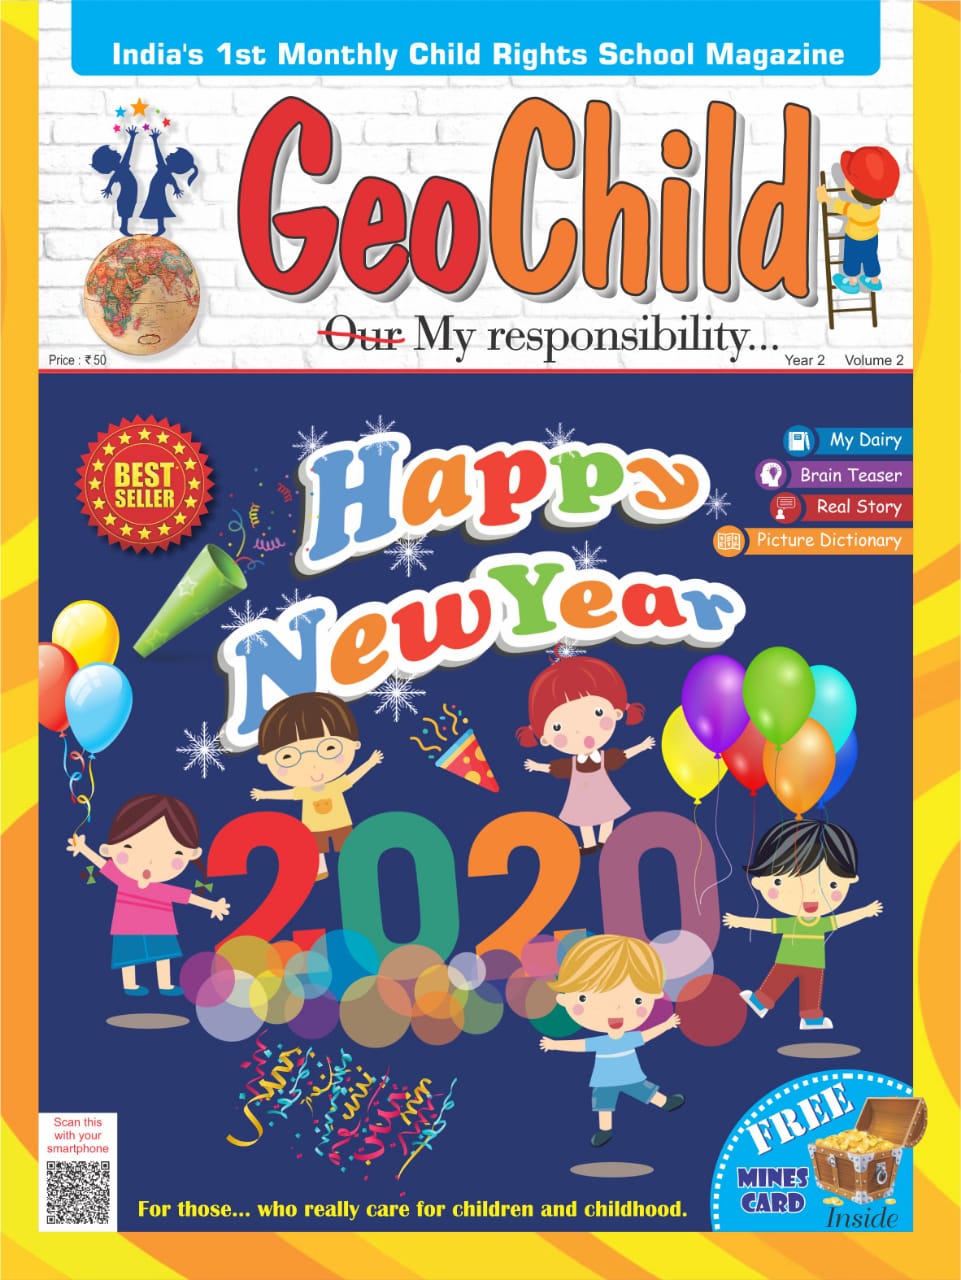 India's 1st Monthly Child Rights School Magazine
GeoChild
Our My responsibility...
Price : ₹ 50
Year 2 Volume 2
BEST
SELLER
Happy
New Year
My Dairy
Brain Teaser
Real Story
Picture Dictionary
2020
Scan this
with your
smartphone
For those... who really care for children and childhood.
FREE
MINES
CARD
Inside